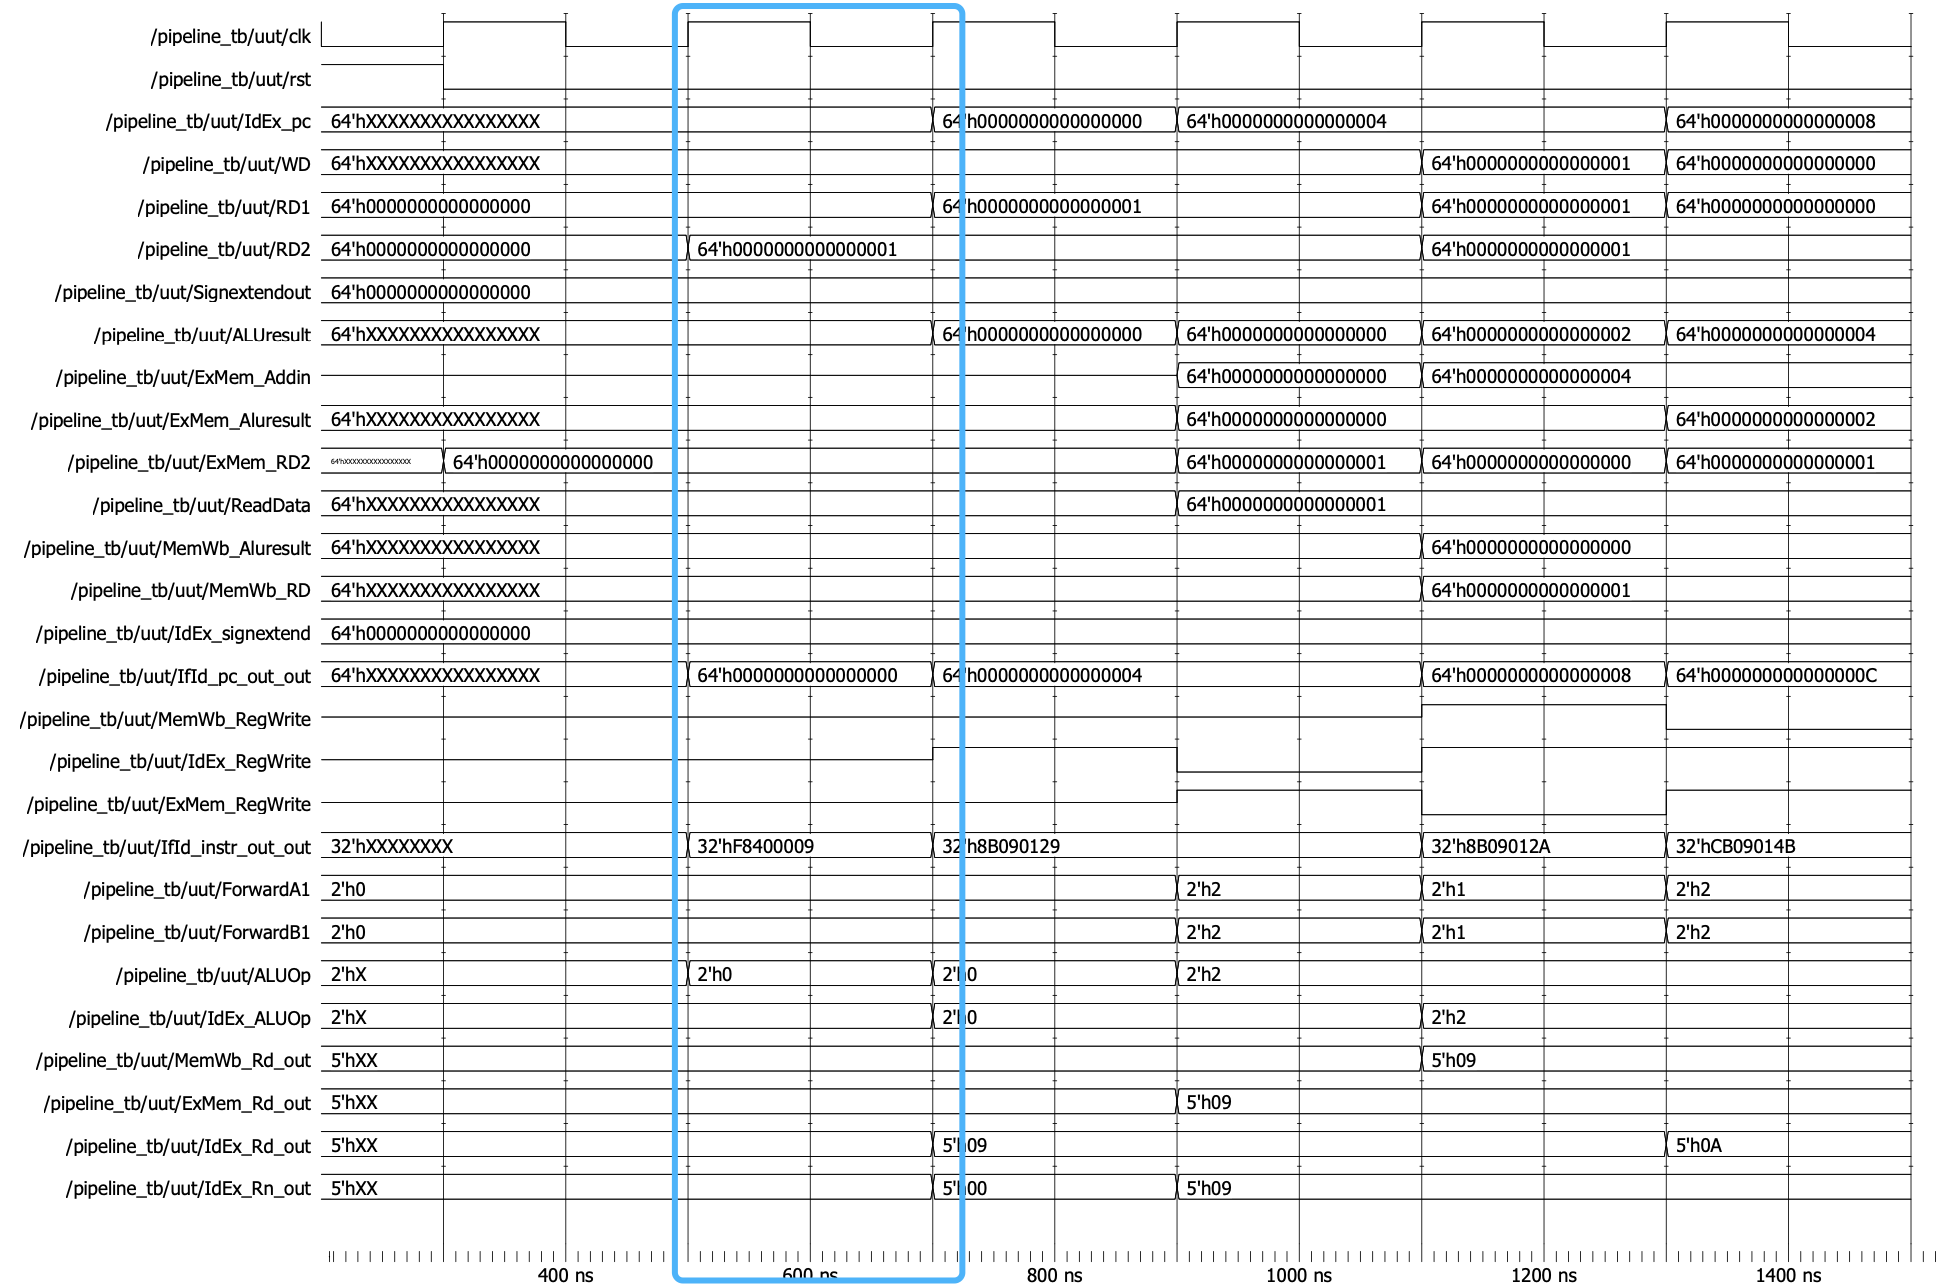 /pipeline_tb/uut/clk
/pipeline_tb/uut/rst
/pipeline_tb/uut/IdEx_pc 64'hXXXXXXXXXXXXXXXX 64'h0000000000000000 64'h0000000000000004 64'h0000000000000008
/pipeline_tb/uut/WD 64'hXXXXXXXXXXXXXXXX 64'h0000000000000001 64'h0000000000000000
/pipeline_tb/uut/RD1 64'h0000000000000000 64'h0000000000000001 64'h0000000000000001 64'h0000000000000000
/pipeline_tb/uut/RD2 64'h0000000000000000 64'h0000000000000001 64'h0000000000000001
/pipeline_tb/uut/Signextendout 64'h0000000000000000
/pipeline_tb/uut/ALUresult 64'hXXXXXXXXXXXXXXXX 64'h0000000000000000 64'h0000000000000000 64'h0000000000000002 64'h0000000000000004
/pipeline_tb/uut/ExMem_Addin 64'h0000000000000000 64'h0000000000000004
/pipeline_tb/uut/ExMem_Aluresult 64'hXXXXXXXXXXXXXXXX 64'h0000000000000000 64'h0000000000000002
/pipeline_tb/uut/ExMem_RD2 64'hXXXXXXXXXXXXXXXX 64'h0000000000000000 64'h0000000000000001 64'h0000000000000000 64'h0000000000000001
/pipeline_tb/uut/ReadData 64'hXXXXXXXXXXXXXXXX 64'h0000000000000001
/pipeline_tb/uut/MemWb_Aluresult 64'hXXXXXXXXXXXXXXXX 64'h0000000000000000
/pipeline_tb/uut/MemWb_RD 64'hXXXXXXXXXXXXXXXX 64'h0000000000000001
/pipeline_tb/uut/IdEx_signextend 64'h0000000000000000
/pipeline_tb/uut/IfId_pc_out_out 64'hXXXXXXXXXXXXXXXX 64'h0000000000000000 64'h0000000000000004 64'h0000000000000008 64'h000000000000000C
/pipeline_tb/uut/MemWb_RegWrite
/pipeline_tb/uut/IdEx_RegWrite
/pipeline_tb/uut/ExMem_RegWrite
/pipeline_tb/uut/IfId_instr_out_out 32'hXXXXXXXX 32'hF8400009 32'h8B090129 32'h8B09012A 32'hCB09014B
/pipeline_tb/uut/ForwardA1 2'h0 2'h2 2'h1 2'h2
/pipeline_tb/uut/ForwardB1 2'h0 2'h2 2'h1 2'h2
/pipeline_tb/uut/ALUOp 2'hX 2'h0 2'h0 2'h2
/pipeline_tb/uut/IdEx_ALUOp 2'hX 2'h0 2'h2
/pipeline_tb/uut/MemWb_Rd_out 5'hXX 5'h09
/pipeline_tb/uut/ExMem_Rd_out 5'hXX 5'h09
/pipeline_tb/uut/IdEx_Rd_out 5'hXX 5'h09 5'h0A
/pipeline_tb/uut/IdEx_Rn_out 5'hXX 5'h00 5'h09
400 ns 600 ns 800 ns 1000 ns 1200 ns 1400 ns